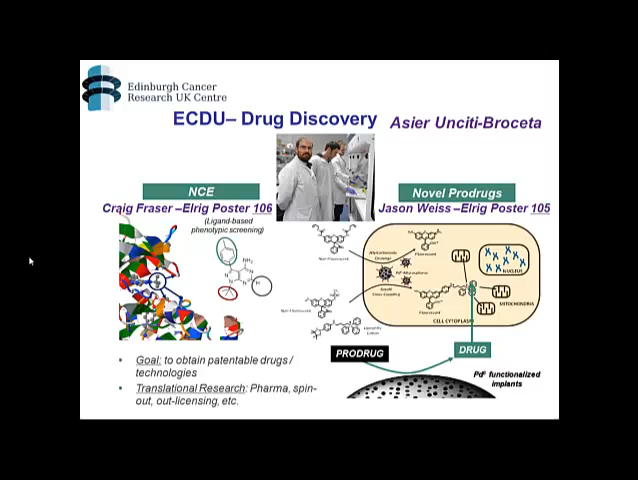 Edinburgh Cancer
Research UK Centre
ECDU– Drug Discovery
Asier Unciti-Broceta
NCE
Craig Fraser –Elrig Poster 106
(Ligand-based
phenotypic screening)
Novel Prodrugs
Jason Weiss –Elrig Poster 105
NH2
NUCLEUS
MITOCHONDRIA
CELL CYTOPLASM
PRODRUG
DRUG
Pd⁰ functionalized
implants
• Goal: to obtain patentable drugs /
technologies
• Translational Research: Pharma, spin-
out, out-licensing, etc.